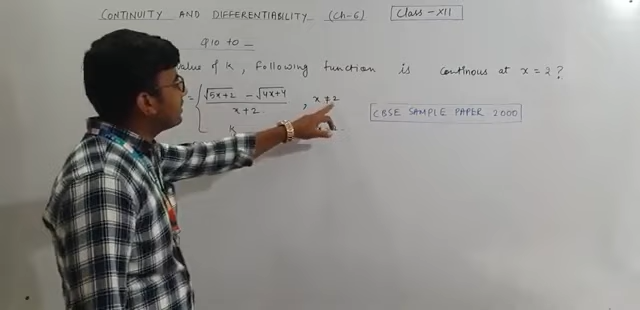 CONTINUITY AND DIFFERENTIABILITY (Ch-6) Class-XII
Q10 to
value of K, following function is continous at x = 2?
= { √5x+2 - √4x+4 / x+2 , x ≠ 2
K
CBSE SAMPLE PAPER 2000